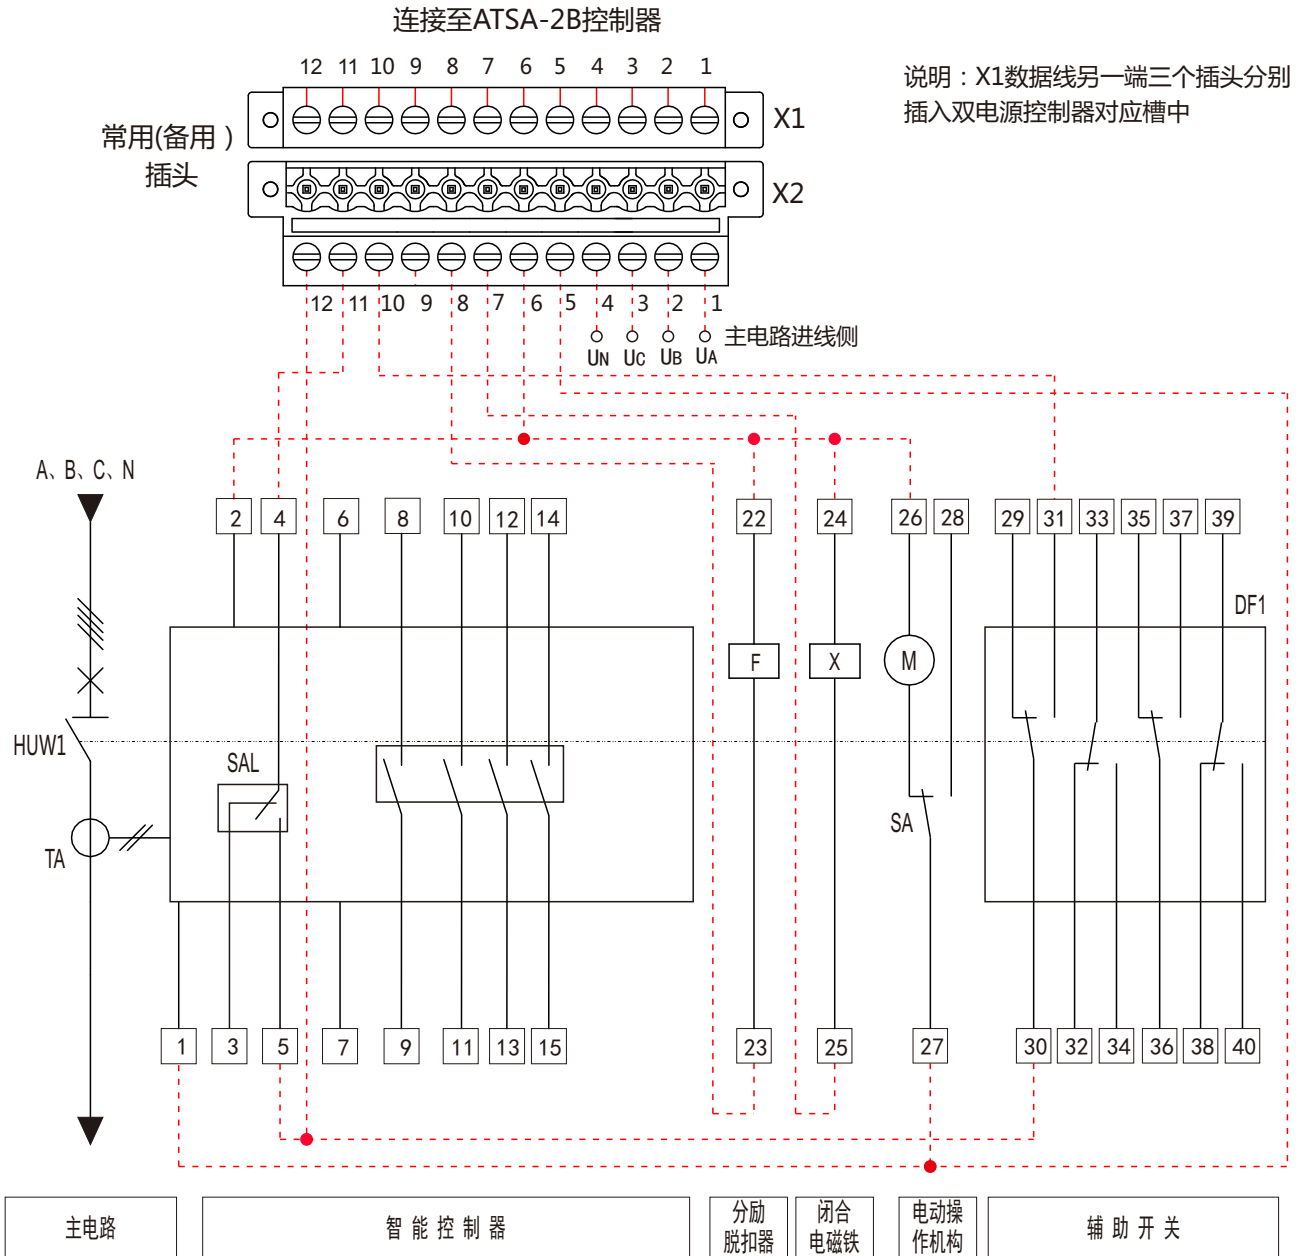 连接至ATSA-2B控制器
12 11 10 9 8 7 6 5 4 3 2 1
说明：X1数据线另一端三个插头分别
插入双电源控制器对应槽中
X1
常用(备用）
插头
X2
12 11 10 9 8 7 6 5 4 3 2 1
主电路进线侧
UN UC UB UA
A、B、C、N
2 4 6 8 10 12 14 22 24 26 28 29 31 33 35 37 39
DF1
F X M
HUW1
SAL
SA
TA
1 3 5 7 9 11 13 15 23 25 27 30 32 34 36 38 40
主电路
智能控制器
分励
脱扣器
闭合
电磁铁
电动操
作机构
辅助开关